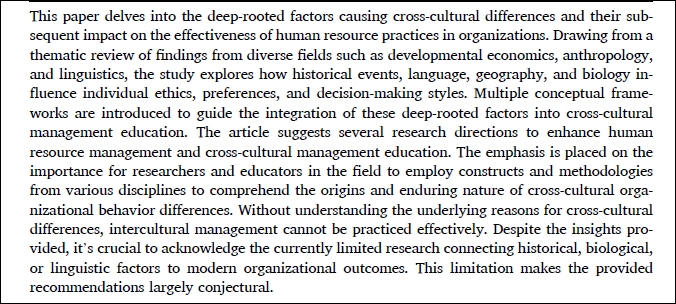 This paper delves into the deep-rooted factors causing cross-cultural differences and their sub-
sequent impact on the effectiveness of human resource practices in organizations. Drawing from a
thematic review of findings from diverse fields such as developmental economics, anthropology,
and linguistics, the study explores how historical events, language, geography, and biology in-
fluence individual ethics, preferences, and decision-making styles. Multiple conceptual frame-
works are introduced to guide the integration of these deep-rooted factors into cross-cultural
management education. The article suggests several research directions to enhance human
resource management and cross-cultural management education. The emphasis is placed on the
importance for researchers and educators in the field to employ constructs and methodologies
from various disciplines to comprehend the origins and enduring nature of cross-cultural orga-
nizational behavior differences. Without understanding the underlying reasons for cross-cultural
differences, intercultural management cannot be practiced effectively. Despite the insights pro-
vided, it's crucial to acknowledge the currently limited research connecting historical, biological,
or linguistic factors to modern organizational outcomes. This limitation makes the provided
recommendations largely conjectural.